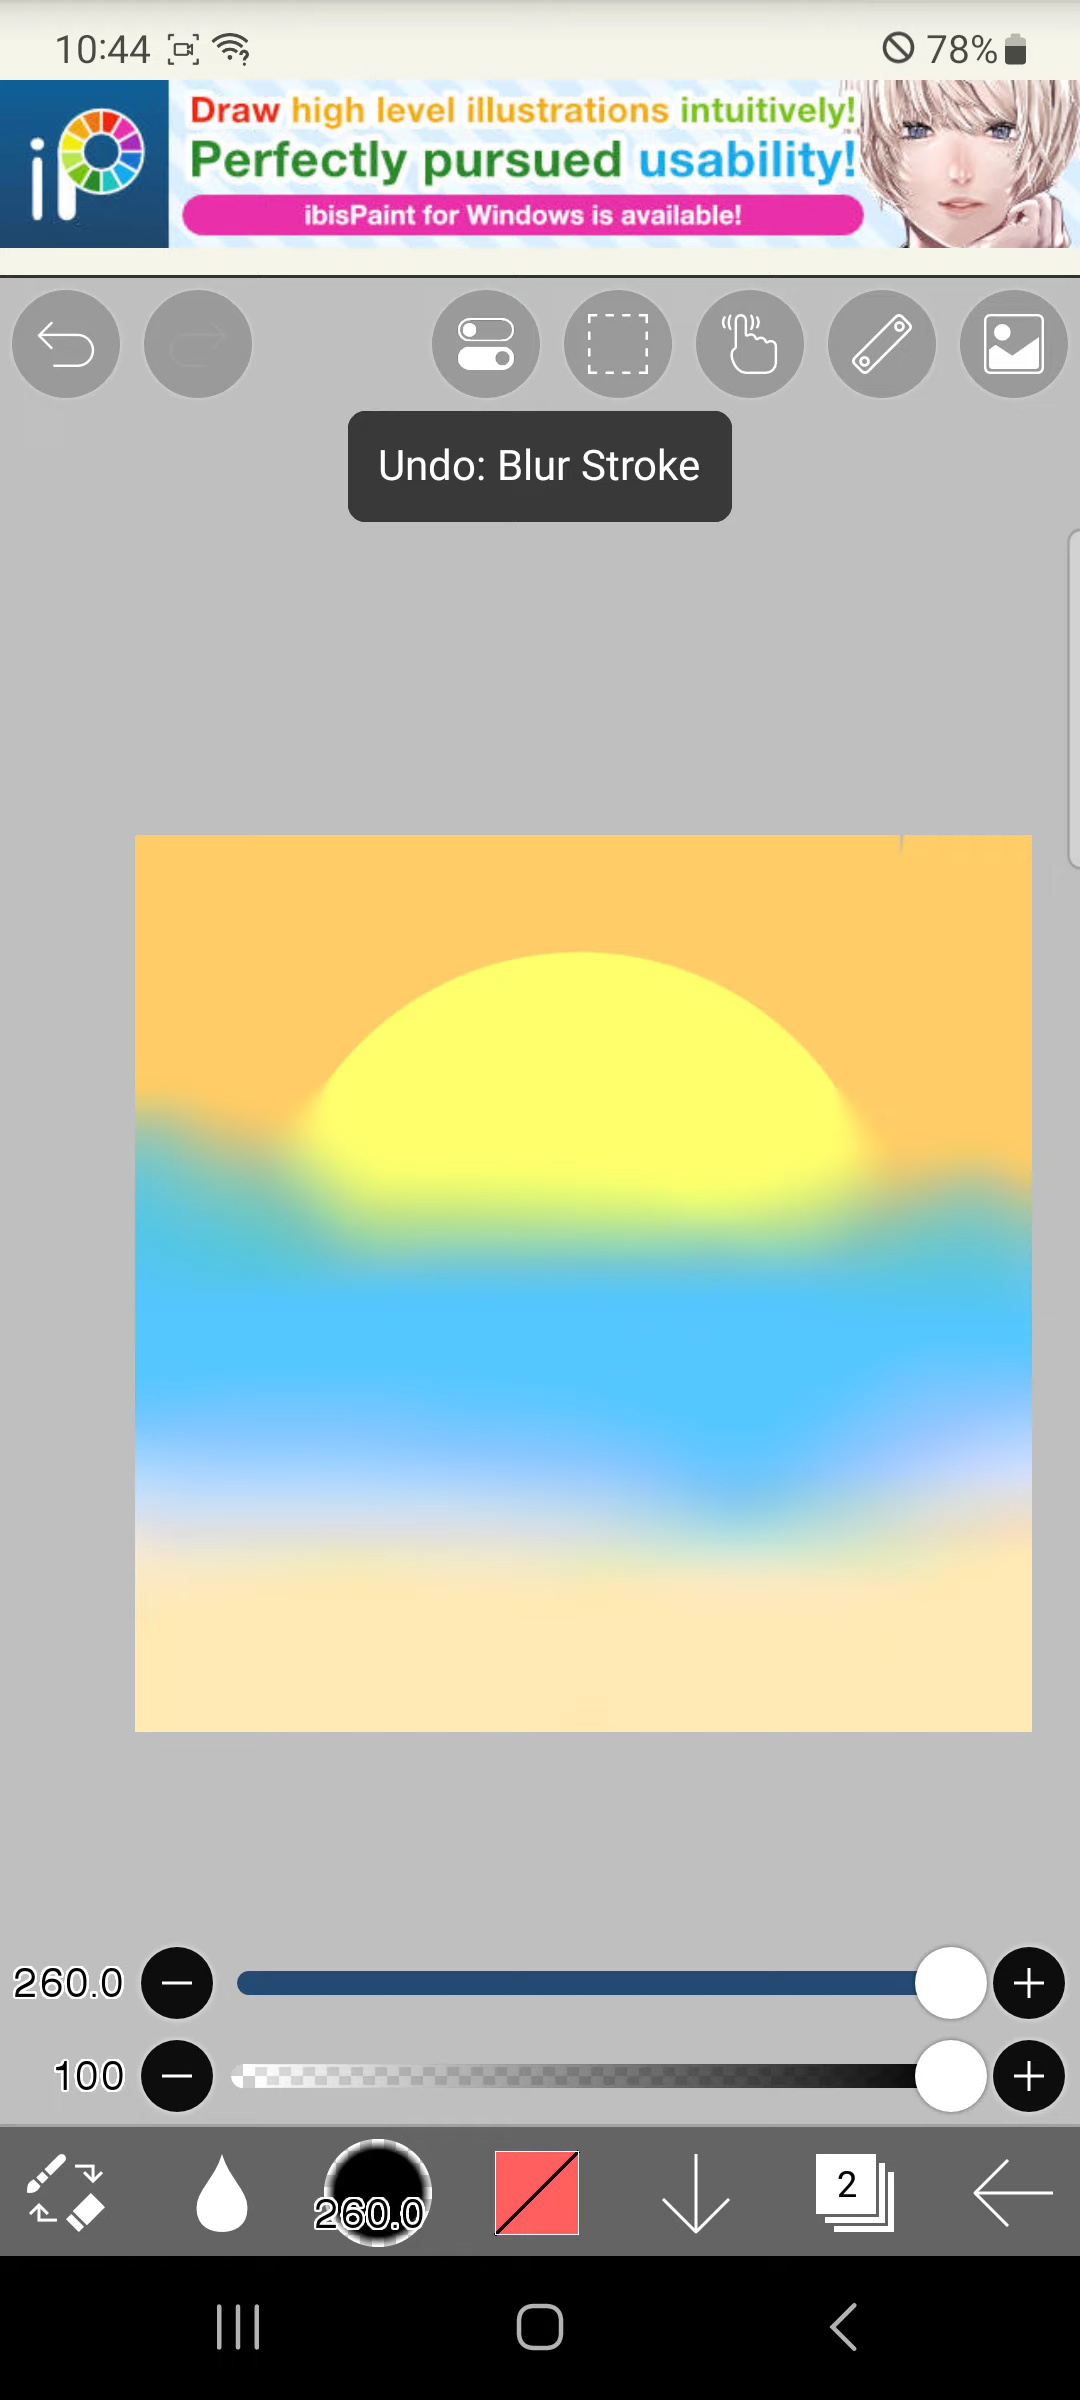 10:44
78%
iP
Draw high level illustrations intuitively!
Perfectly pursued usability!
ibisPaint for Windows is available!
Undo: Blur Stroke
260.0
100
260.0
2